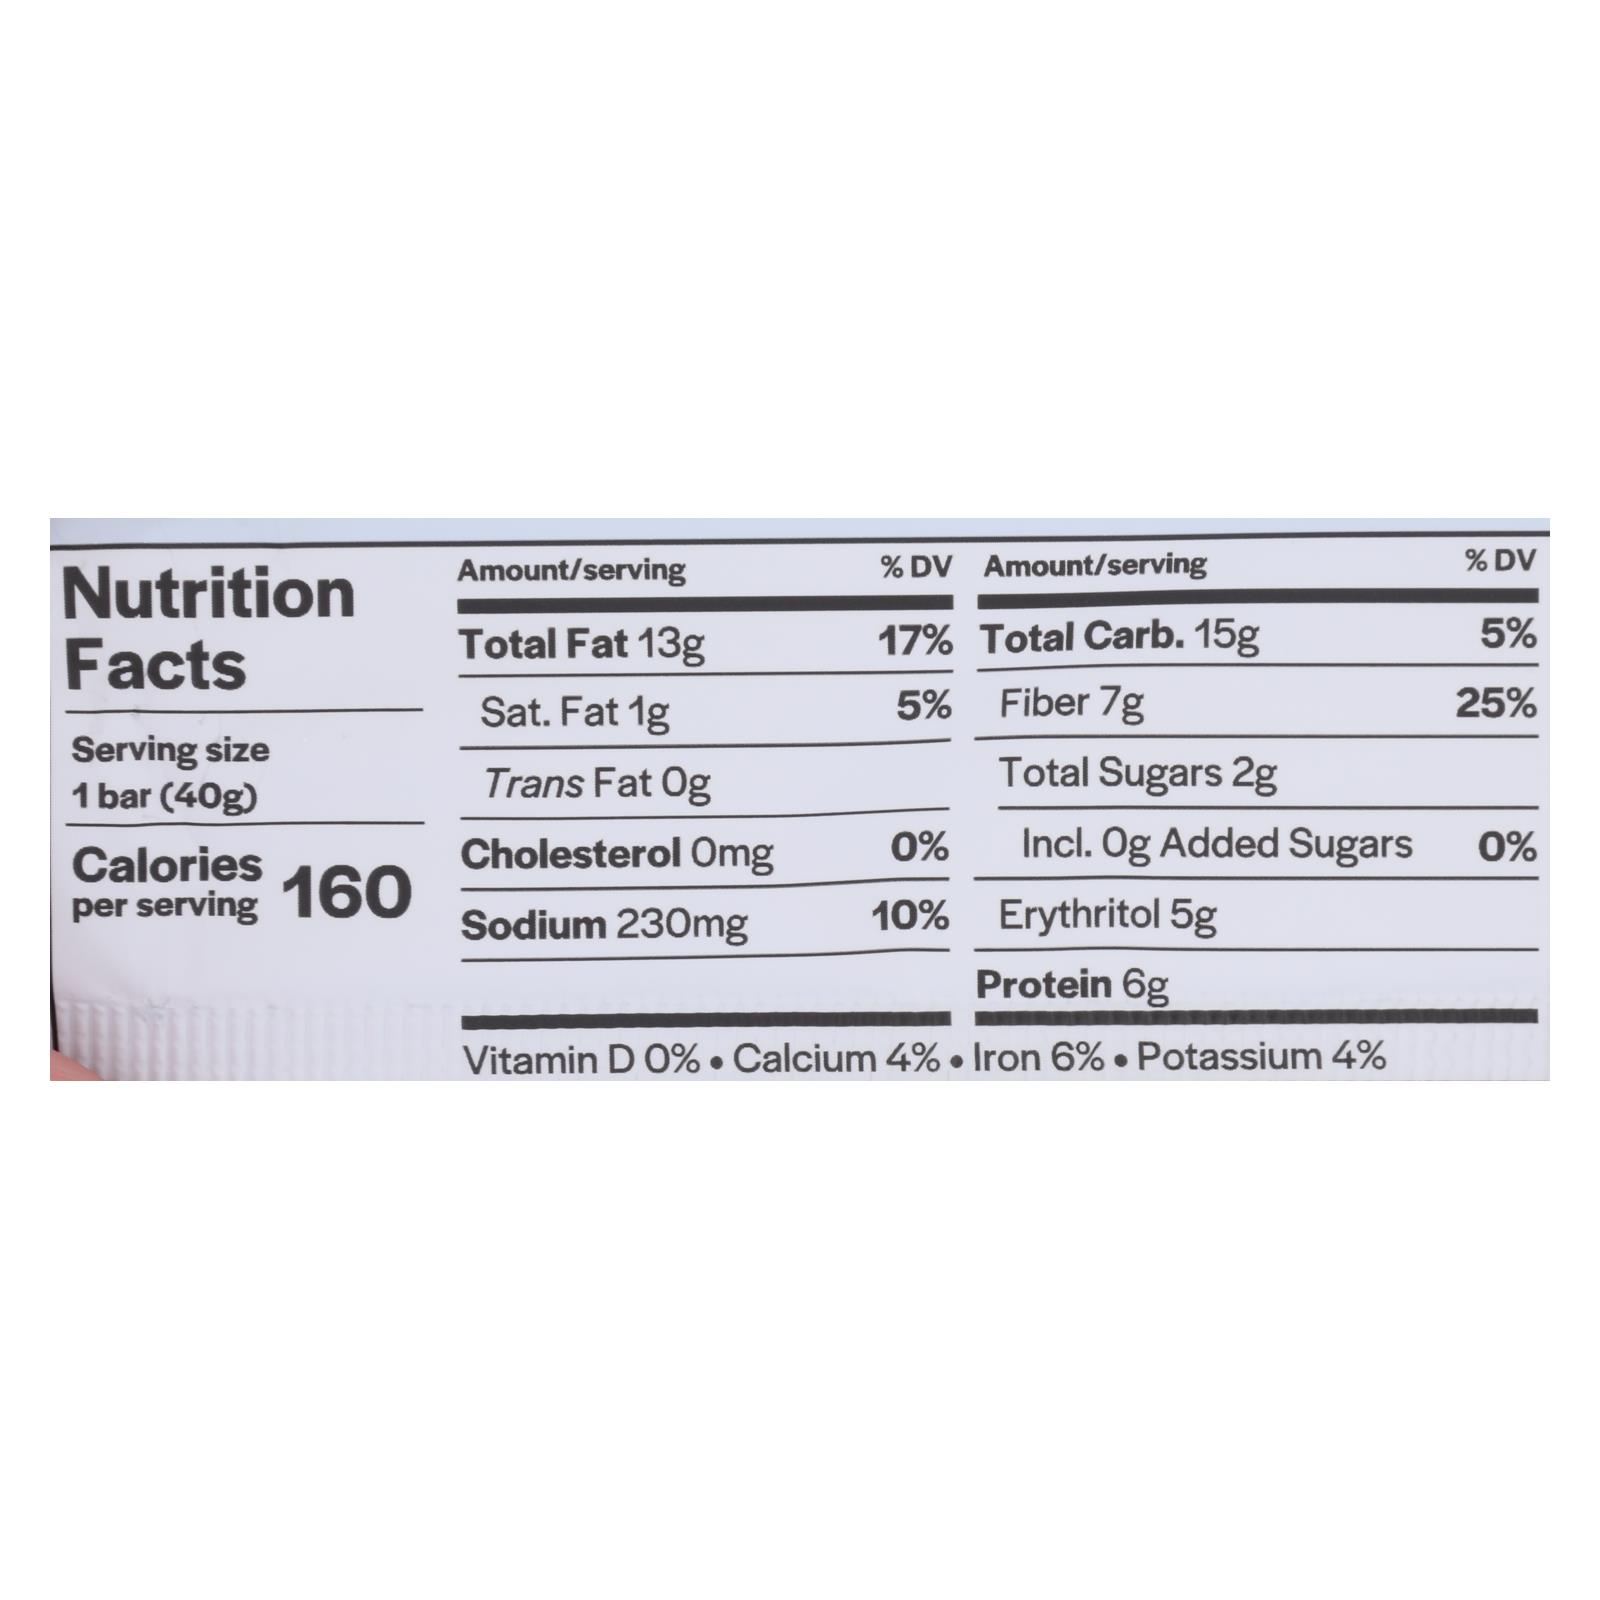 Nutrition
Facts
Serving size
1 bar (40g)
Calories
per serving 160
Amount/serving % DV
Total Fat 13g 17%
Sat. Fat 1g 5%
Trans Fat 0g
Cholesterol 0mg 0%
Sodium 230mg 10%
Amount/serving % DV
Total Carb. 15g 5%
Fiber 7g 25%
Total Sugars 2g
Incl. 0g Added Sugars 0%
Erythritol 5g
Protein 6g
Vitamin D 0% • Calcium 4% • Iron 6% • Potassium 4%